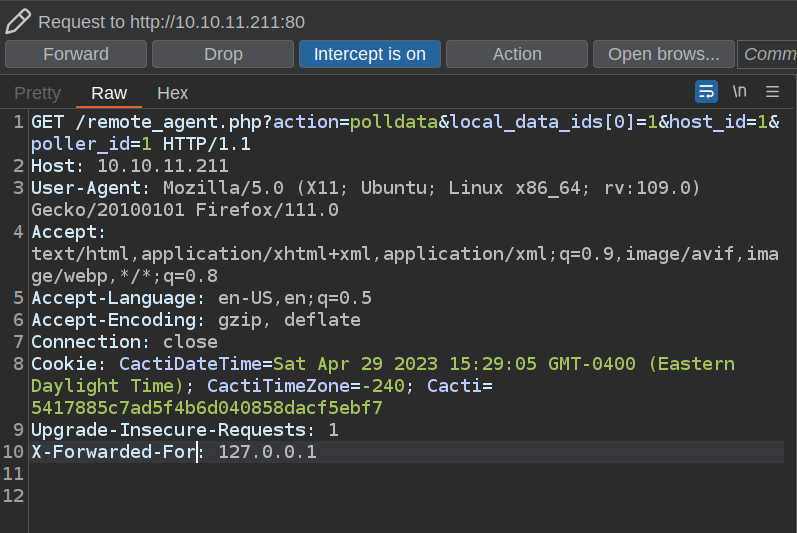 Request to http://10.10.11.211:80
Forward Drop Intercept is on Action Open brows... Comm
Pretty Raw Hex \n
1 GET /remote_agent.php?action=polldata&local_data_ids[0]=1&host_id=1&
poller_id=1 HTTP/1.1
2 Host: 10.10.11.211
3 User-Agent: Mozilla/5.0 (X11; Ubuntu; Linux x86_64; rv:109.0)
Gecko/20100101 Firefox/111.0
4 Accept:
text/html,application/xhtml+xml,application/xml;q=0.9,image/avif,ima
ge/webp,*/*;q=0.8
5 Accept-Language: en-US,en;q=0.5
6 Accept-Encoding: gzip, deflate
7 Connection: close
8 Cookie: CactiDateTime=Sat Apr 29 2023 15:29:05 GMT-0400 (Eastern
Daylight Time); CactiTimeZone=-240; Cacti=
5417885c7ad5f4b6d040858dacf5ebf7
9 Upgrade-Insecure-Requests: 1
10 X-Forwarded-For: 127.0.0.1
11
12